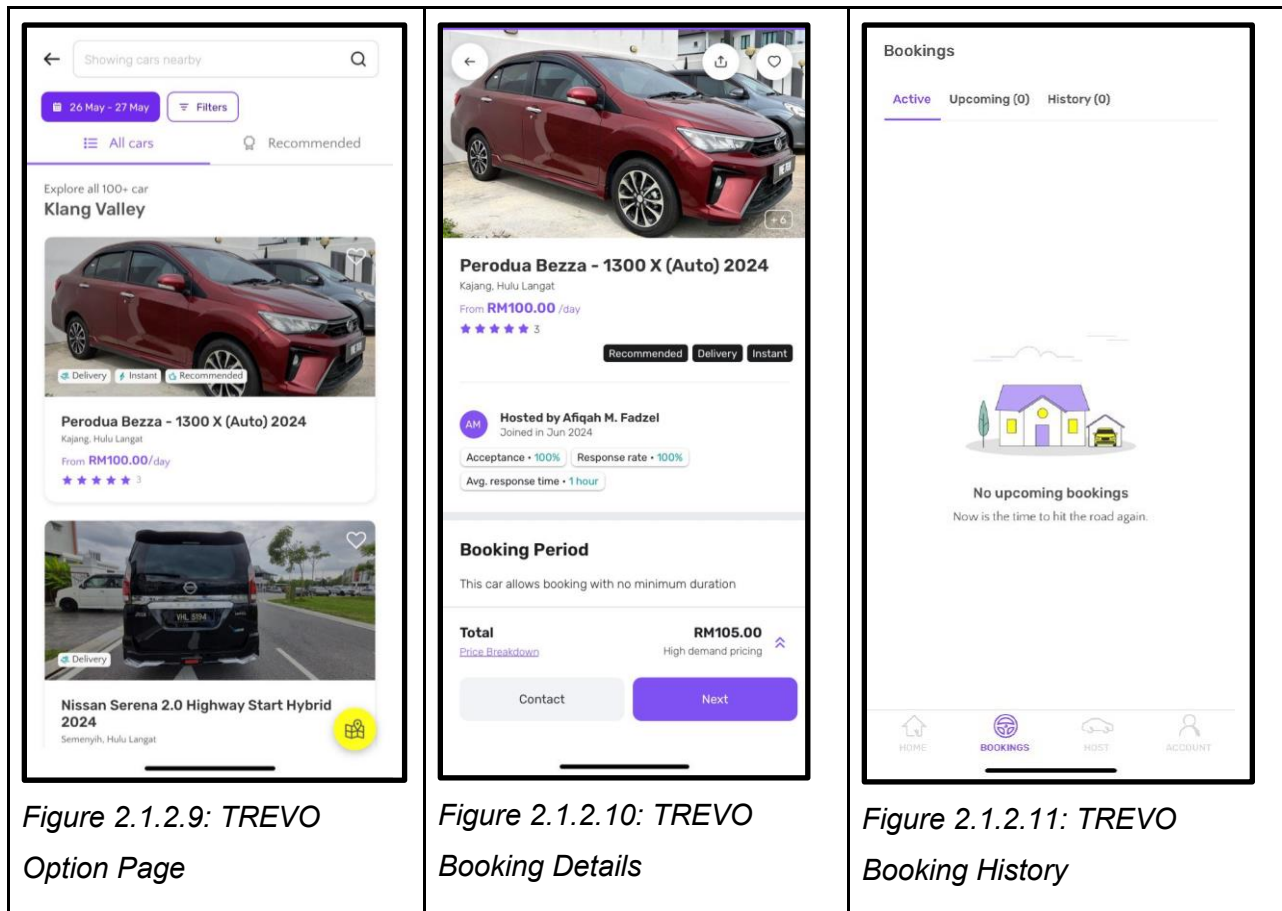 Showing cars nearby
26 May - 27 May
Filters
All cars
Recommended
Explore all 100+ car
Klang Valley
Delivery
Instant
Recommended
Perodua Bezza - 1300 X (Auto) 2024
Kajang, Hulu Langat
From RM100.00/day
3
VHL 5194
Delivery
Nissan Serena 2.0 Highway Start Hybrid
2024
Semenyih, Hulu Langat
Figure 2.1.2.9: TREVO
Option Page
+ 6
Perodua Bezza - 1300 X (Auto) 2024
Kajang, Hulu Langat
From RM100.00 /day
3
Recommended Delivery Instant
AM
Hosted by Afiqah M. Fadzel
Joined in Jun 2024
Acceptance • 100% Response rate • 100%
Avg. response time • 1 hour
Booking Period
This car allows booking with no minimum duration
Total RM105.00
Price Breakdown High demand pricing
Contact Next
Figure 2.1.2.10: TREVO
Booking Details
Bookings
Active Upcoming (0) History (0)
No upcoming bookings
Now is the time to hit the road again.
HOME BOOKINGS HOST ACCOUNT
Figure 2.1.2.11: TREVO
Booking History